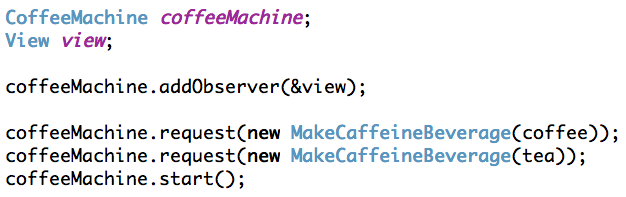 CoffeeMachine coffeeMachine;
View view;
coffeeMachine.addObserver(&view);
coffeeMachine.request(new MakeCaffeineBeverage(coffee));
coffeeMachine.request(new MakeCaffeineBeverage(tea));
coffeeMachine.start();